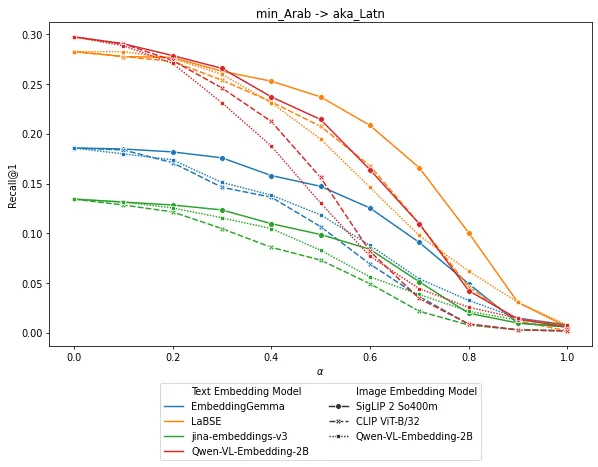 min_Arab -> aka_Latn
Recall@1
0.30
0.25
0.20
0.15
0.10
0.05
0.00
0.0 0.2 0.4 0.6 0.8 1.0
α
Text Embedding Model Image Embedding Model
EmbeddingGemma SigLIP 2 So400m
LaBSE CLIP ViT-B/32
jina-embeddings-v3 Qwen-VL-Embedding-2B
Qwen-VL-Embedding-2B